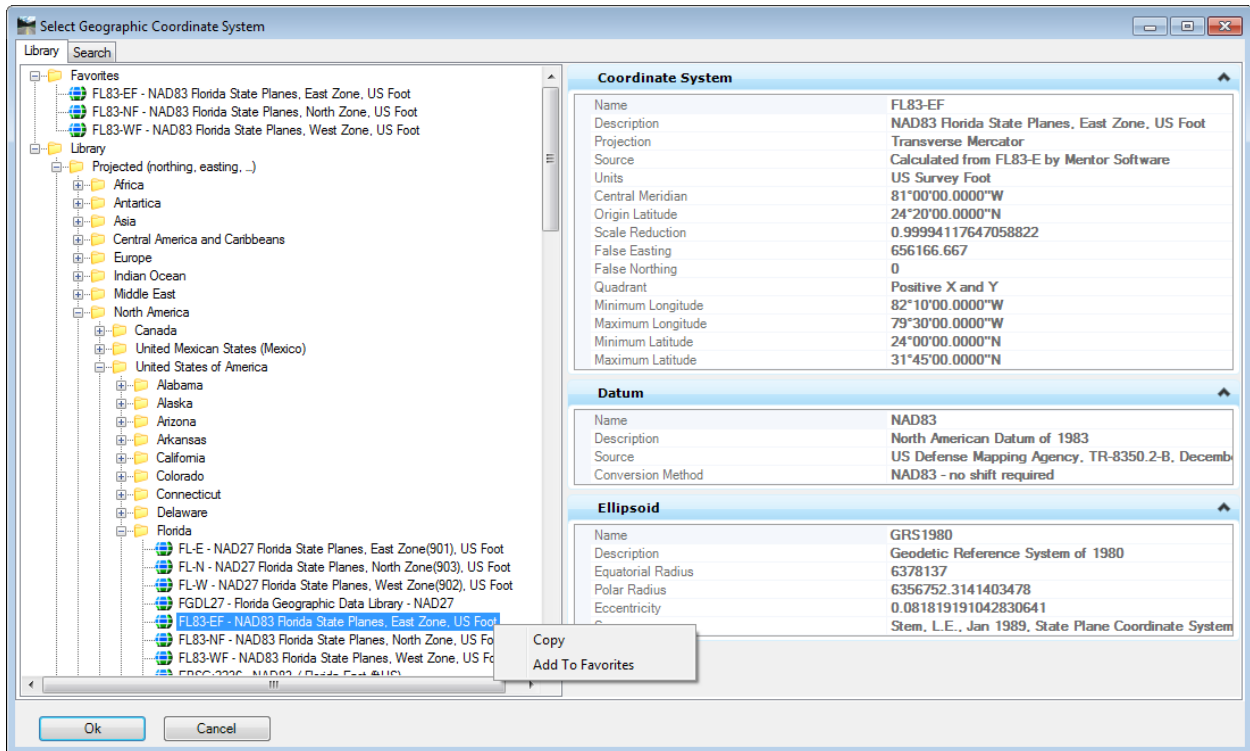 Select Geographic Coordinate System
Library Search
Favorites
FL83-EF - NAD83 Florida State Planes, East Zone, US Foot
FL83-NF - NAD83 Florida State Planes, North Zone, US Foot
FL83-WF - NAD83 Florida State Planes, West Zone, US Foot
Library
Projected (northing, easting, ...)
Africa
Antartica
Asia
Central America and Caribbeans
Europe
Indian Ocean
Middle East
North America
Canada
United Mexican States (Mexico)
United States of America
Alabama
Alaska
Arizona
Arkansas
California
Colorado
Connecticut
Delaware
Florida
FL-E - NAD27 Florida State Planes, East Zone(901), US Foot
FL-N - NAD27 Florida State Planes, North Zone(903), US Foot
FL-W - NAD27 Florida State Planes, West Zone(902), US Foot
FGDL27 - Florida Geographic Data Library - NAD27
FL83-EF - NAD83 Florida State Planes, East Zone, US Foot
FL83-NF - NAD83 Florida State Planes, North Zone, US Fo
FL83-WF - NAD83 Florida State Planes, West Zone, US Fo
EPSG:2236 - NAD83 / Florida East (ftUS)
Copy
Add To Favorites
Coordinate System
Name FL83-EF
Description NAD83 Florida State Planes, East Zone, US Foot
Projection Transverse Mercator
Source Calculated from FL83-E by Mentor Software
Units US Survey Foot
Central Meridian 81°00'00.0000"W
Origin Latitude 24°20'00.0000"N
Scale Reduction 0.99994117647058822
False Easting 656166.667
False Northing 0
Quadrant Positive X and Y
Minimum Longitude 82°10'00.0000"W
Maximum Longitude 79°30'00.0000"W
Minimum Latitude 24°00'00.0000"N
Maximum Latitude 31°45'00.0000"N
Datum
Name NAD83
Description North American Datum of 1983
Source US Defense Mapping Agency, TR-8350.2-B, Decemb
Conversion Method NAD83 - no shift required
Ellipsoid
Name GRS1980
Description Geodetic Reference System of 1980
Equatorial Radius 6378137
Polar Radius 6356752.3141403478
Eccentricity 0.081819191042830641
Stem, L.E., Jan 1989, State Plane Coordinate System
Ok Cancel